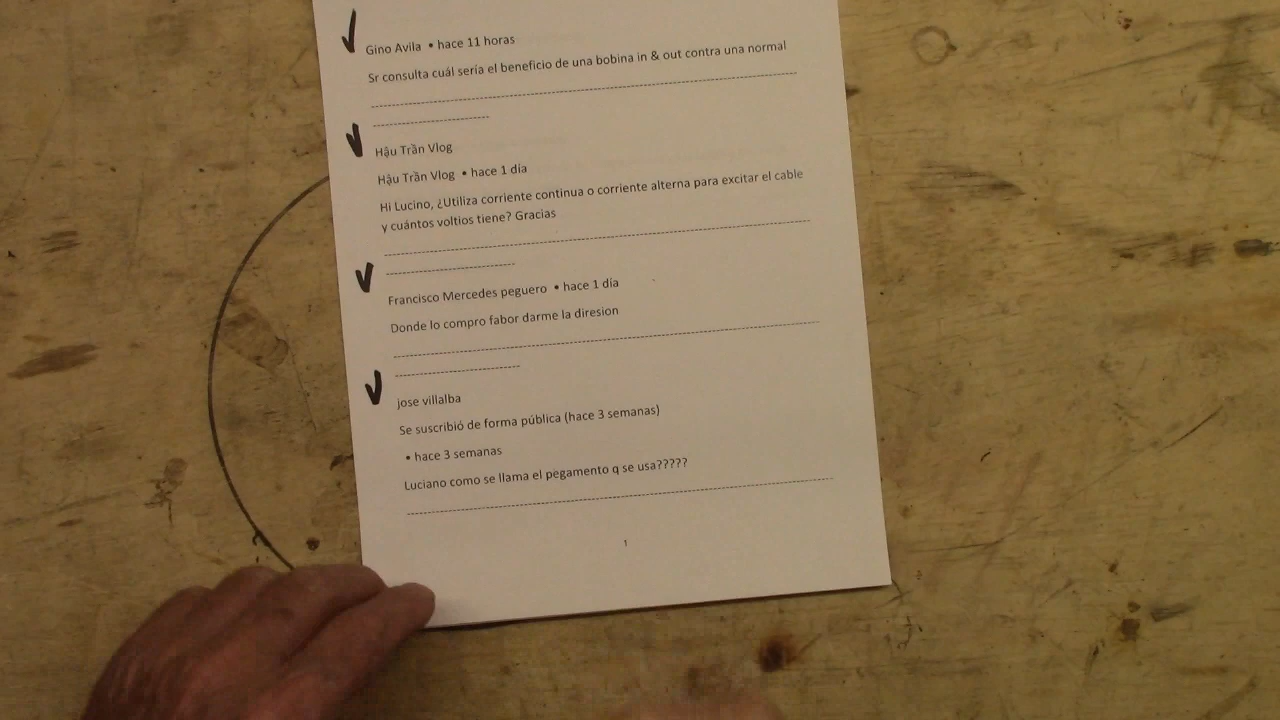 Gino Avila • hace 11 horas
Sr consulta cuál sería el beneficio de una bobina in & out contra una normal
Hậu Trần Vlog
Hậu Trần Vlog • hace 1 día
Hi Lucino, ¿Utiliza corriente continua o corriente alterna para excitar el cable
y cuántos voltios tiene? Gracias
Francisco Mercedes peguero • hace 1 día
Donde lo compro fabor darme la diresion
jose villalba
Se suscribió de forma pública (hace 3 semanas)
• hace 3 semanas
Luciano como se llama el pegamento q se usa?????
1